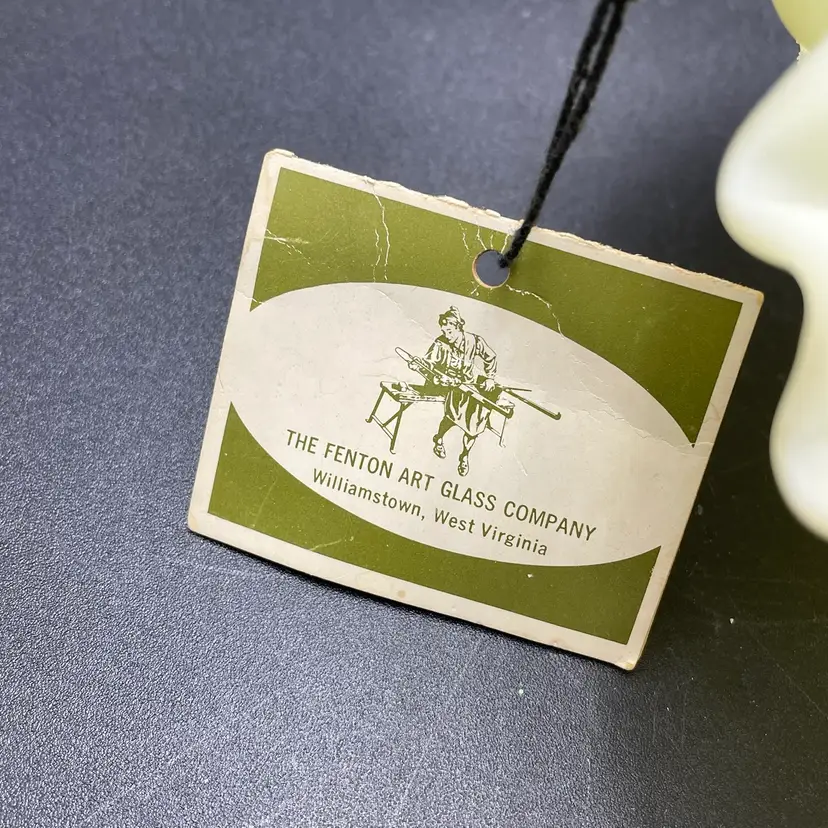 THE FENTON ART GLASS COMPANY
Williamstown, West Virginia